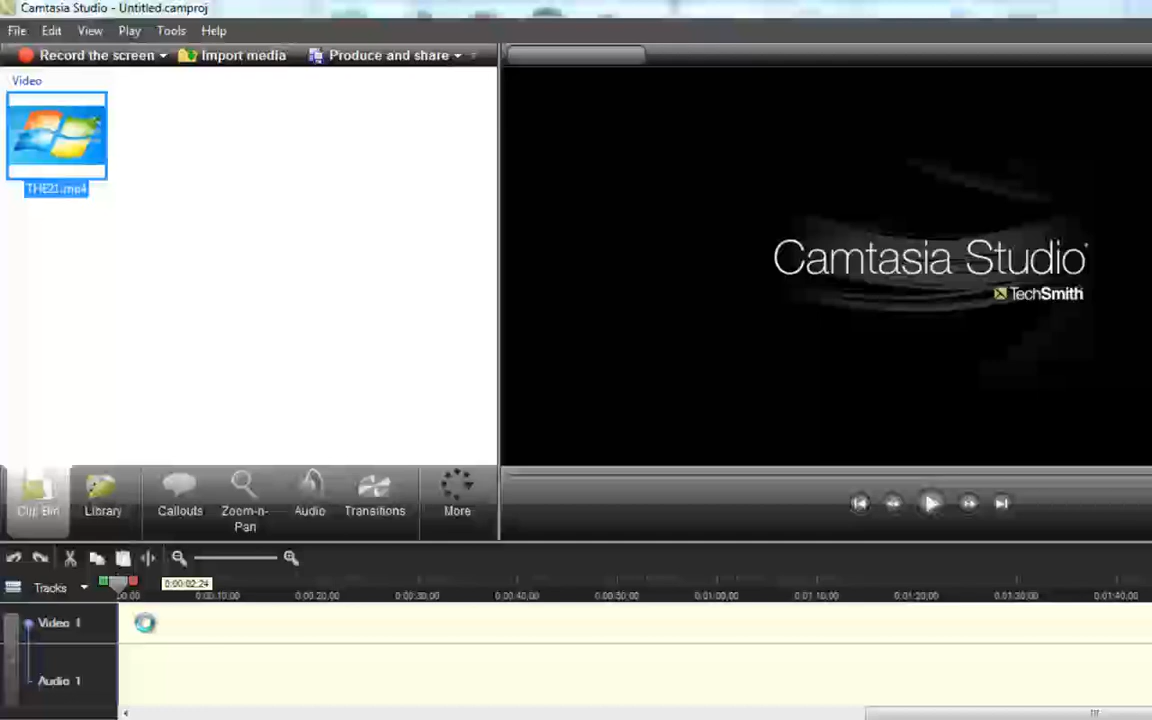 Camtasia Studio - Untitled.camproj
File Edit View Play Tools Help
Record the screen Import media Produce and share
Video
THE21.mp4
Camtasia Studio
TechSmith
Clip Bin Library Callouts Zoom-n-Pan Audio Transitions More
0:00:02;24
Tracks 0:00:10;00 0:00:20;00 0:00:30;00 0:00:40;00 0:00:50;00 0:01:00;00 0:01:10;00 0:01:20;00 0:01:30;00 0:01:40;00
Video 1
Audio 1